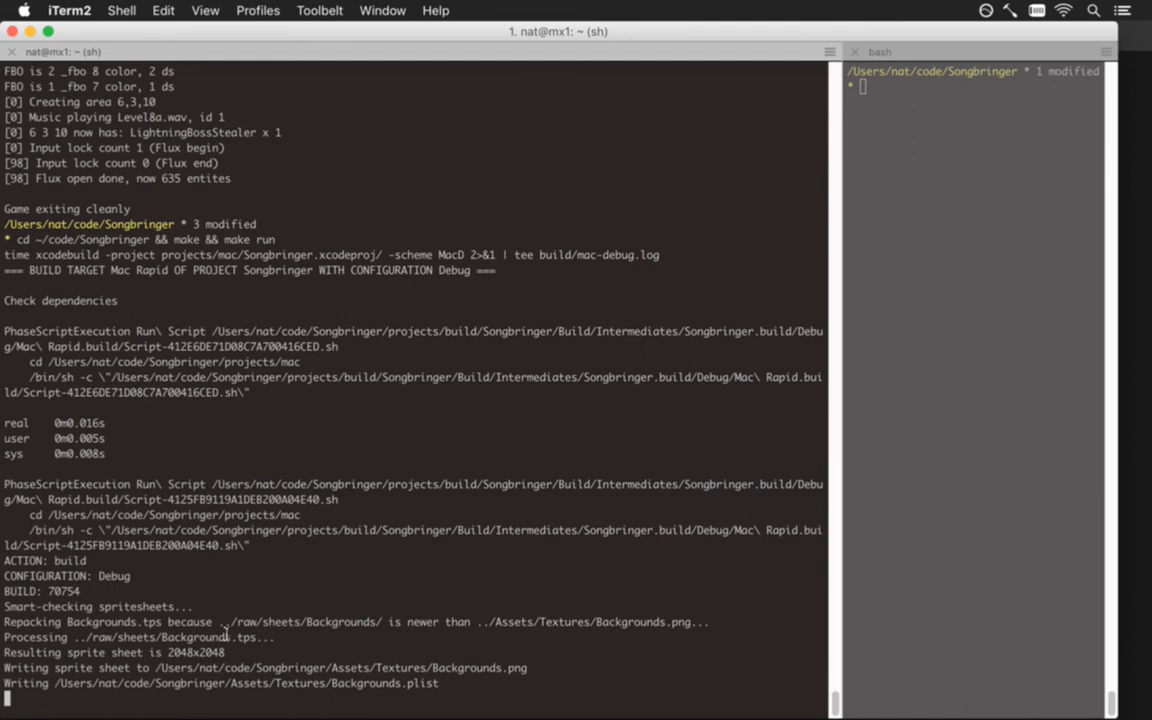 iTerm2 Shell Edit View Profiles Toolbelt Window Help
1. nat@mx1: ~ (sh)
nat@mx1: ~ (sh)
FBO is 2 _fbo 8 color, 2 ds
FBO is 1 _fbo 7 color, 1 ds
[0] Creating area 6,3,10
[0] Music playing Level8a.wav, id 1
[0] 6 3 10 now has: LightningBossStealer x 1
[0] Input lock count 1 (Flux begin)
[98] Input lock count 0 (Flux end)
[98] Flux open done, now 635 entites
Game exiting cleanly
/Users/nat/code/Songbringer * 3 modified
* cd ~/code/Songbringer && make && make run
time xcodebuild -project projects/mac/Songbringer.xcodeproj/ -scheme MacD 2>&1 | tee build/mac-debug.log
=== BUILD TARGET Mac Rapid OF PROJECT Songbringer WITH CONFIGURATION Debug ===
Check dependencies
PhaseScriptExecution Run\ Script /Users/nat/code/Songbringer/projects/build/Songbringer/Build/Intermediates/Songbringer.build/Debu
g/Mac\ Rapid.build/Script-412E6DE71D08C7A700416CED.sh
cd /Users/nat/code/Songbringer/projects/mac
/bin/sh -c \"/Users/nat/code/Songbringer/projects/build/Songbringer/Build/Intermediates/Songbringer.build/Debug/Mac\ Rapid.bui
ld/Script-412E6DE71D08C7A700416CED.sh\"
real 0m0.016s
user 0m0.005s
sys 0m0.008s
PhaseScriptExecution Run\ Script /Users/nat/code/Songbringer/projects/build/Songbringer/Build/Intermediates/Songbringer.build/Debu
g/Mac\ Rapid.build/Script-4125FB9119A1DEB200A04E40.sh
cd /Users/nat/code/Songbringer/projects/mac
/bin/sh -c \"/Users/nat/code/Songbringer/projects/build/Songbringer/Build/Intermediates/Songbringer.build/Debug/Mac\ Rapid.bui
ld/Script-4125FB9119A1DEB200A04E40.sh\"
ACTION: build
CONFIGURATION: Debug
BUILD: 70754
Smart-checking spritesheets...
Repacking Backgrounds.tps because ../raw/sheets/Backgrounds/ is newer than ../Assets/Textures/Backgrounds.png...
Processing ../raw/sheets/Backgrounds.tps...
Resulting sprite sheet is 2048x2048
Writing sprite sheet to /Users/nat/code/Songbringer/Assets/Textures/Backgrounds.png
Writing /Users/nat/code/Songbringer/Assets/Textures/Backgrounds.plist
bash
/Users/nat/code/Songbringer * 1 modified
*